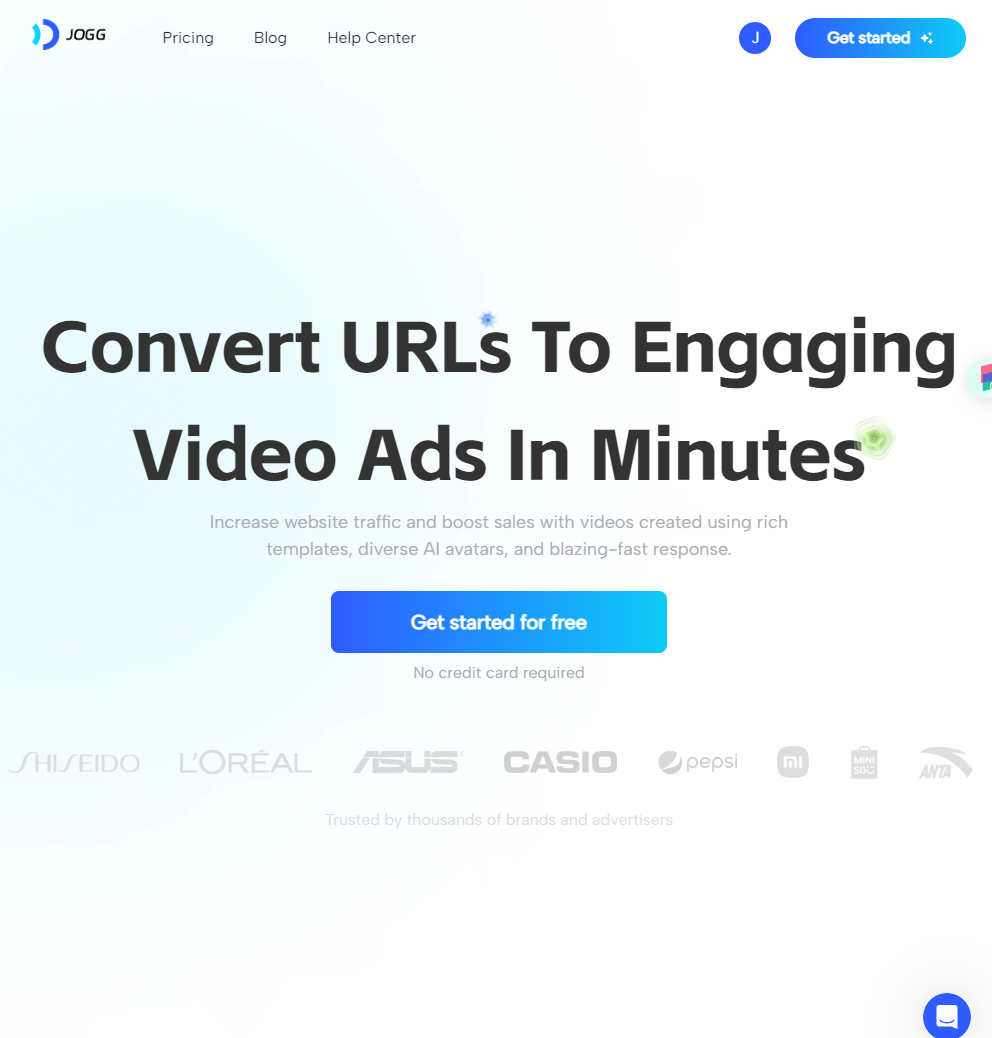 JOGG
Pricing
Blog
Help Center
J
Get started
Convert URLs To Engaging
Video Ads In Minutes
Increase website traffic and boost sales with videos created using rich
templates, diverse AI avatars, and blazing-fast response.
Get started for free
No credit card required
SHISEIDO
L'ORÉAL
ASUS
CASIO
pepsi
mi
MINI
SO
ANTA
Trusted by thousands of brands and advertisers